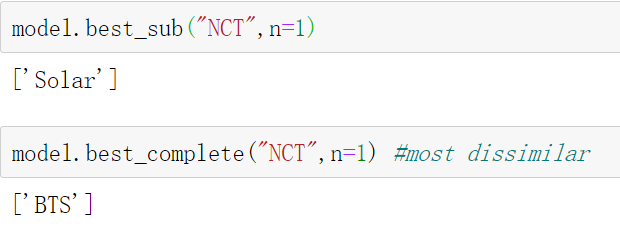 model.best_sub("NCT",n=1)
['Solar']
model.best_complete("NCT",n=1) #most dissimilar
['BTS']